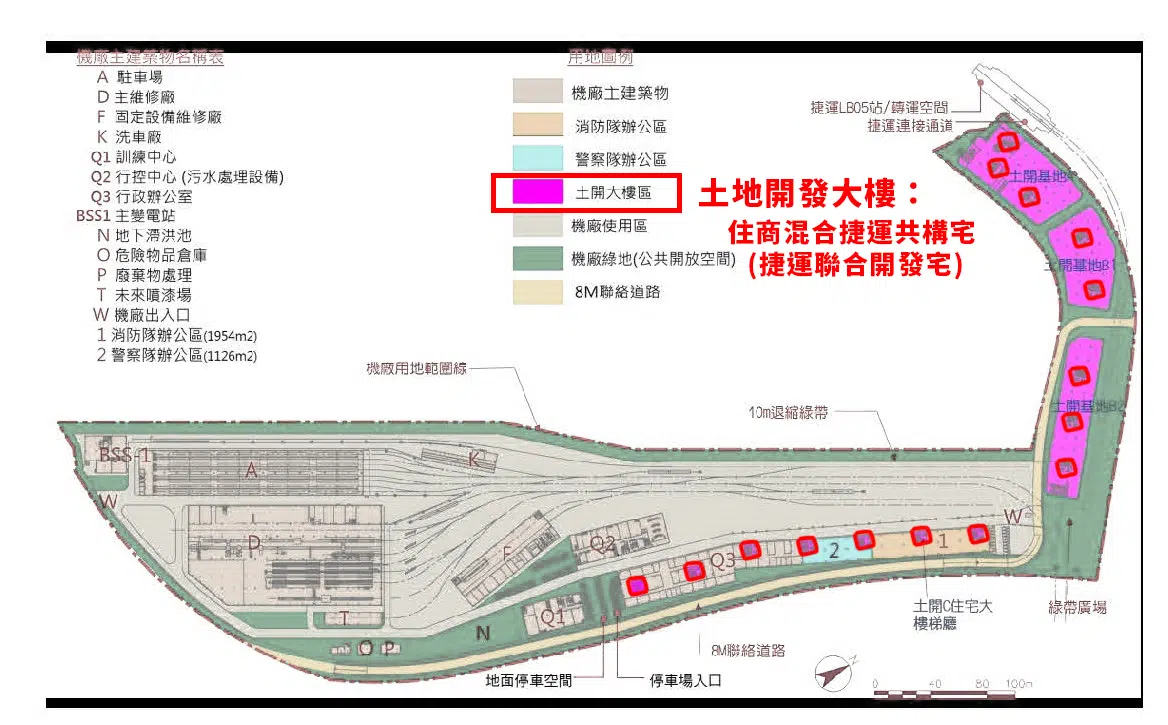 機廠主建築物名稱表
A 駐車場
D 主維修廠
F 固定設備維修廠
K 洗車廠
Q1 訓練中心
Q2 行控中心 (污水處理設備)
Q3 行政辦公室
BSS1 主變電站
N 地下滯洪池
O 危險物品倉庫
P 廢棄物處理
T 未來噴漆場
W 機廠出入口
1 消防隊辦公區(1954m2)
2 警察隊辦公區(1126m2)
用地圖例
機廠主建築物
消防隊辦公區
警察隊辦公區
土開大樓區
機廠使用區
機廠綠地(公共開放空間)
8M聯絡道路
土地開發大樓：
住商混合捷運共構宅
(捷運聯合開發宅)
捷運LB05站/轉運空間
捷運連接通道
土開基地A
土開基地B1
土開基地B2
機廠用地範圍線
10m退縮綠帶
BSS-1
A
K
W
D
F
Q2
Q3
2
1
W
T
Q1
N
O
P
土開C住宅大
樓梯廳
綠帶廣場
8M聯絡道路
地面停車空間
停車場入口
0 40 80 100m